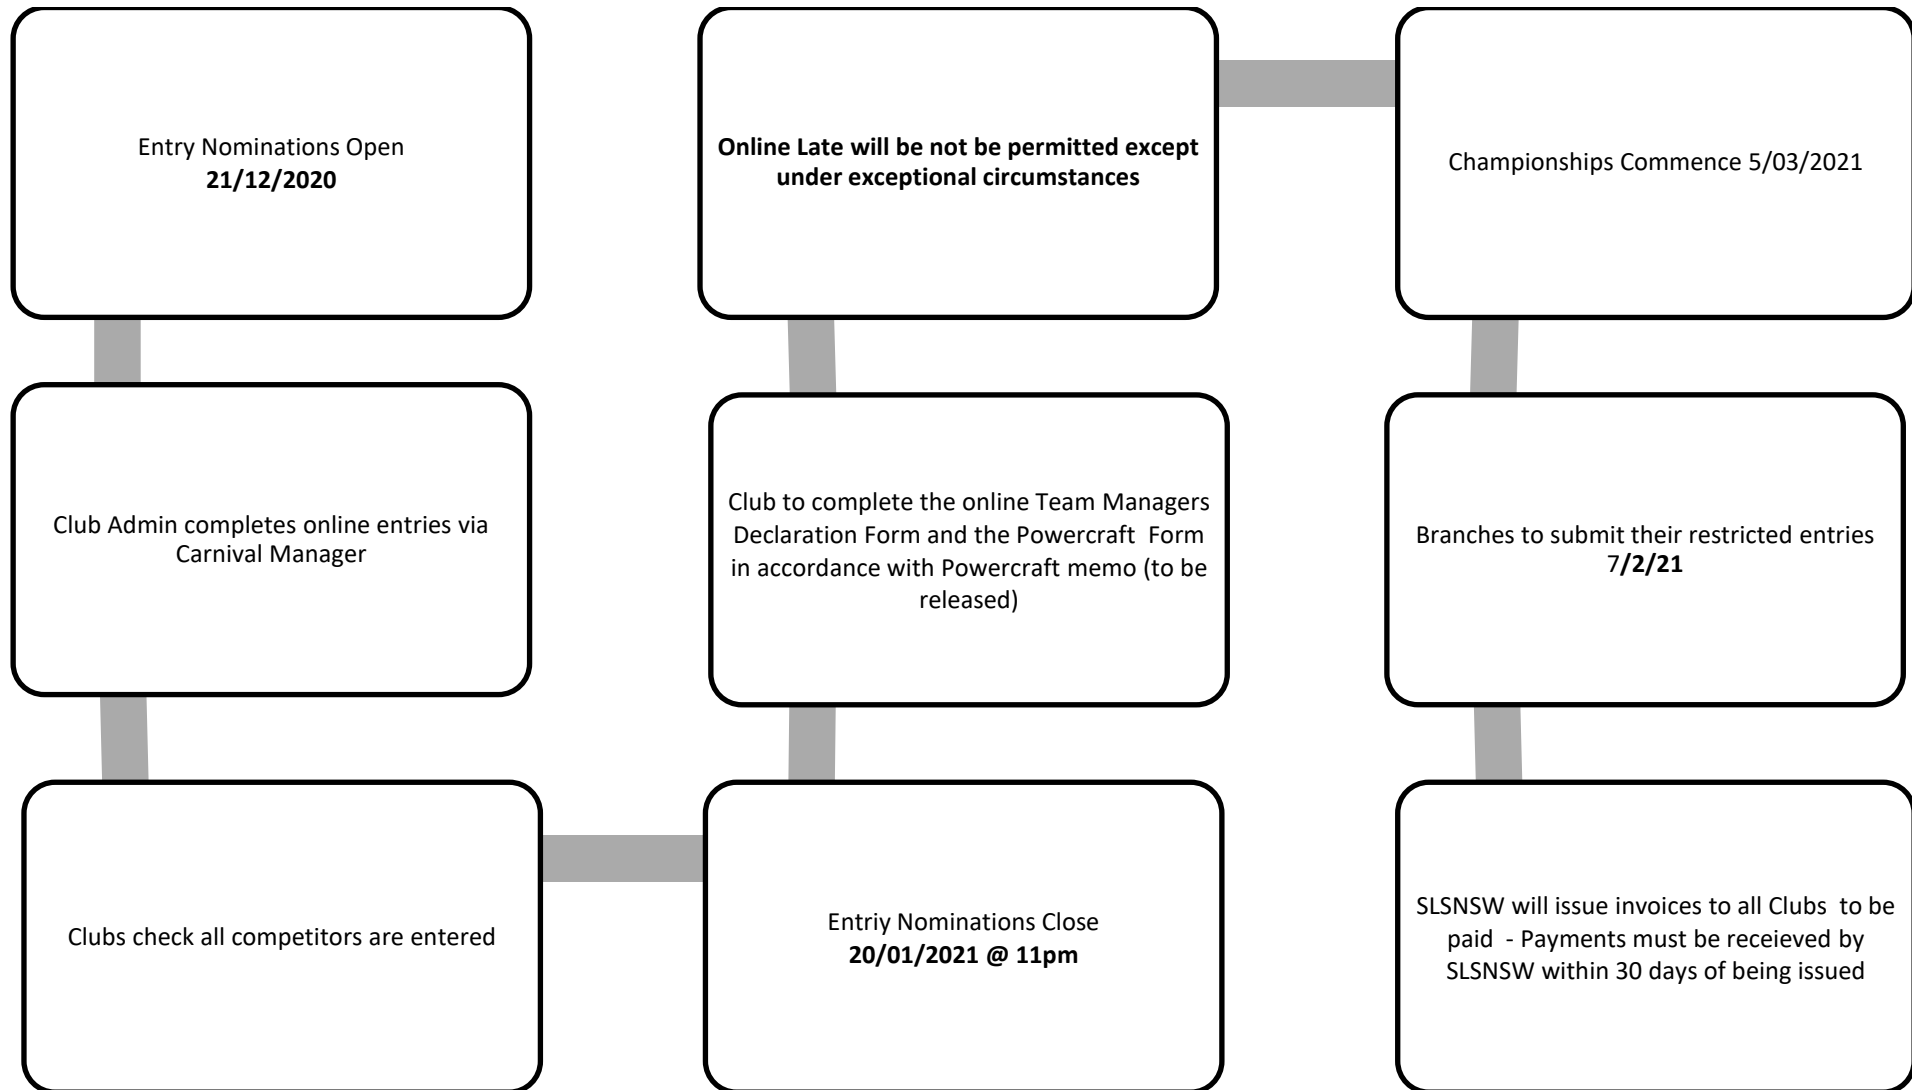 Entry Nominations Open
21/12/2020
Club Admin completes online entries via
Carnival Manager
Clubs check all competitors are entered
Entriy Nominations Close
20/01/2021 @ 11pm
Club to complete the online Team Managers
Declaration Form and the Powercraft Form
in accordance with Powercraft memo (to be
released)
Online Late will be not be permitted except
under exceptional circumstances
Championships Commence 5/03/2021
Branches to submit their restricted entries
7/2/21
SLSNSW will issue invoices to all Clubs to be
paid - Payments must be receieved by
SLSNSW within 30 days of being issued